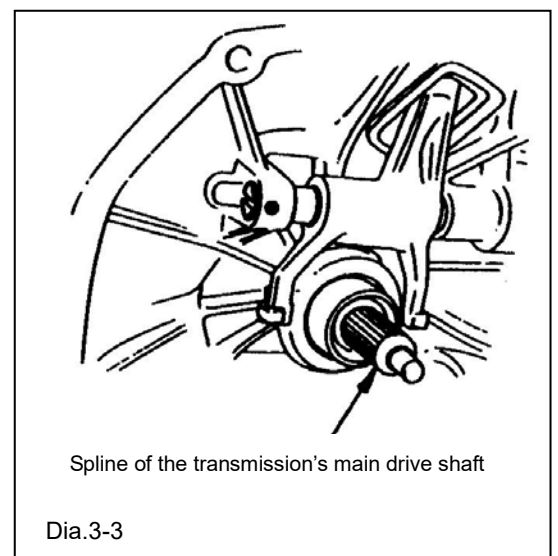 Spline of the transmission’s main drive shaft
Dia.3-3